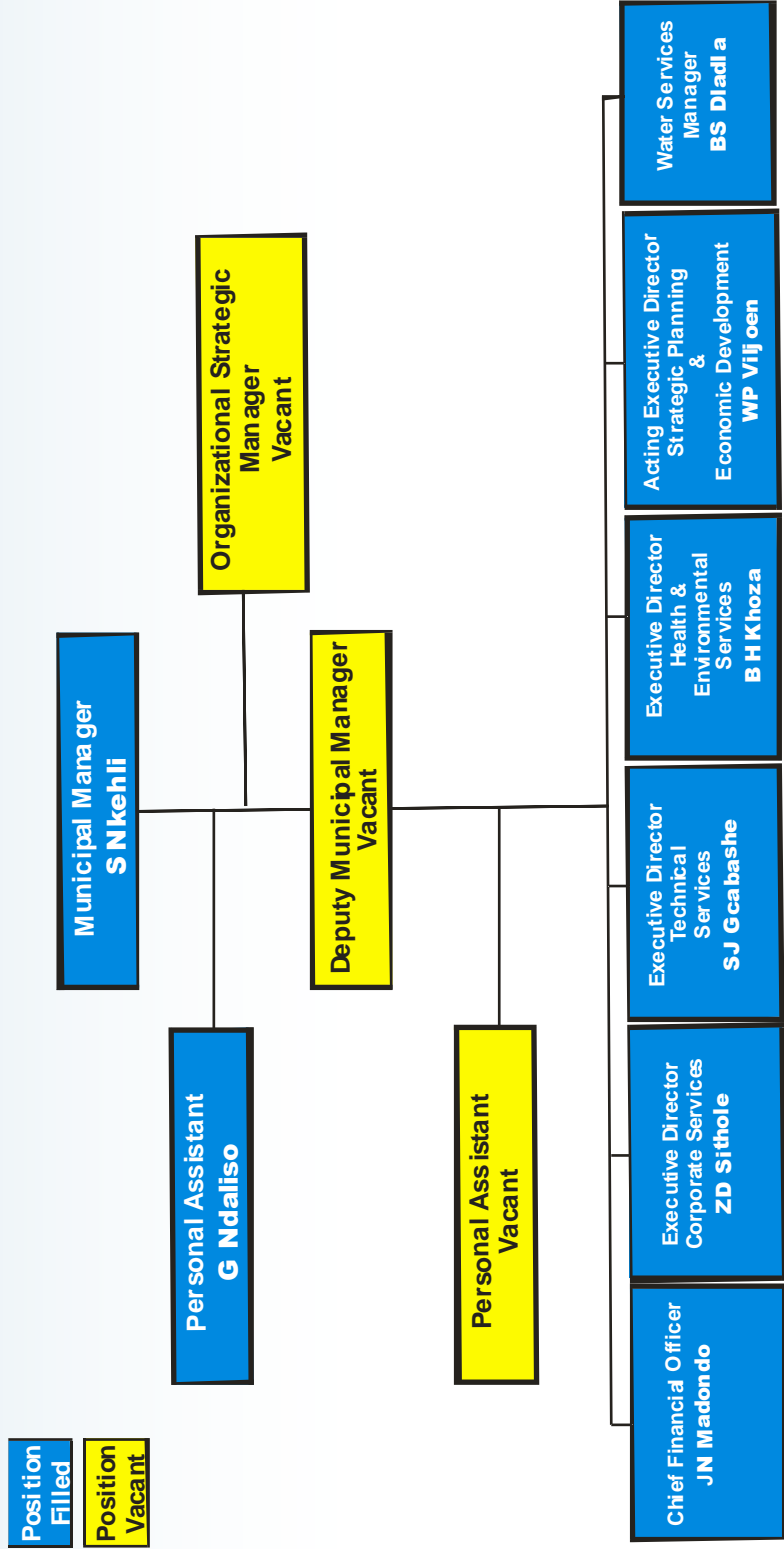 Position
Filled
Position
Vacant
Municipal Manager
S Nkehli
Personal Assistant
G Ndaliso
Organizational Strategic
Manager
Vacant
Deputy Municipal Manager
Vacant
Personal Assistant
Vacant
Chief Financial Officer
JN Madondo
Executive Director
Corporate Services
ZD Sithole
Executive Director
Technical
Services
SJ Gcabashe
Executive Director
Health &
Environmental
Services
BH Khoza
Acting Executive Director
Strategic Planning
&
Economic Development
WP Viljoen
Water Services
Manager
BS Dladla